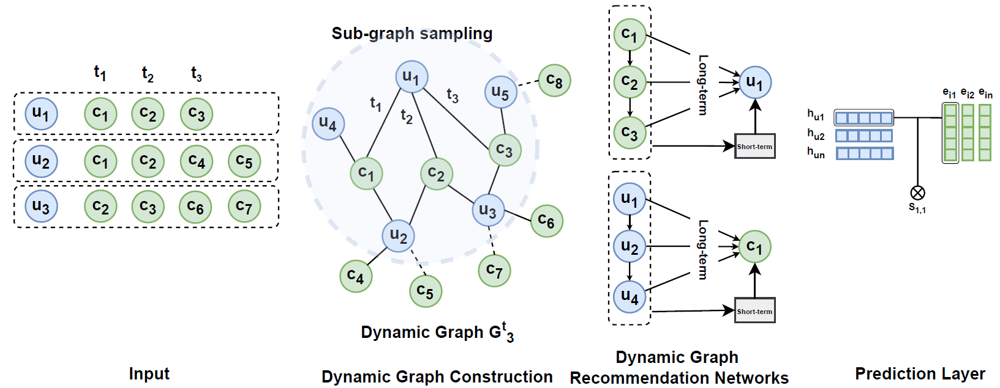 t1 t2 t3
u1 c1 c2 c3
u2 c1 c2 c4 c5
u3 c2 c3 c6 c7
Input
Sub-graph sampling
u1
u5 c8
t1 t2 t3
u4
c3
c1 c2
u3
c6
u2
c4 c5 c7
Dynamic Graph G^t_3
Dynamic Graph Construction
c1
c2
c3
Long-term
u1
Short-term
u1
u2
u4
Long-term
c1
Short-term
Dynamic Graph
Recommendation Networks
ei1 ei2 ein
hu1
hu2
hun
S1,1
Prediction Layer